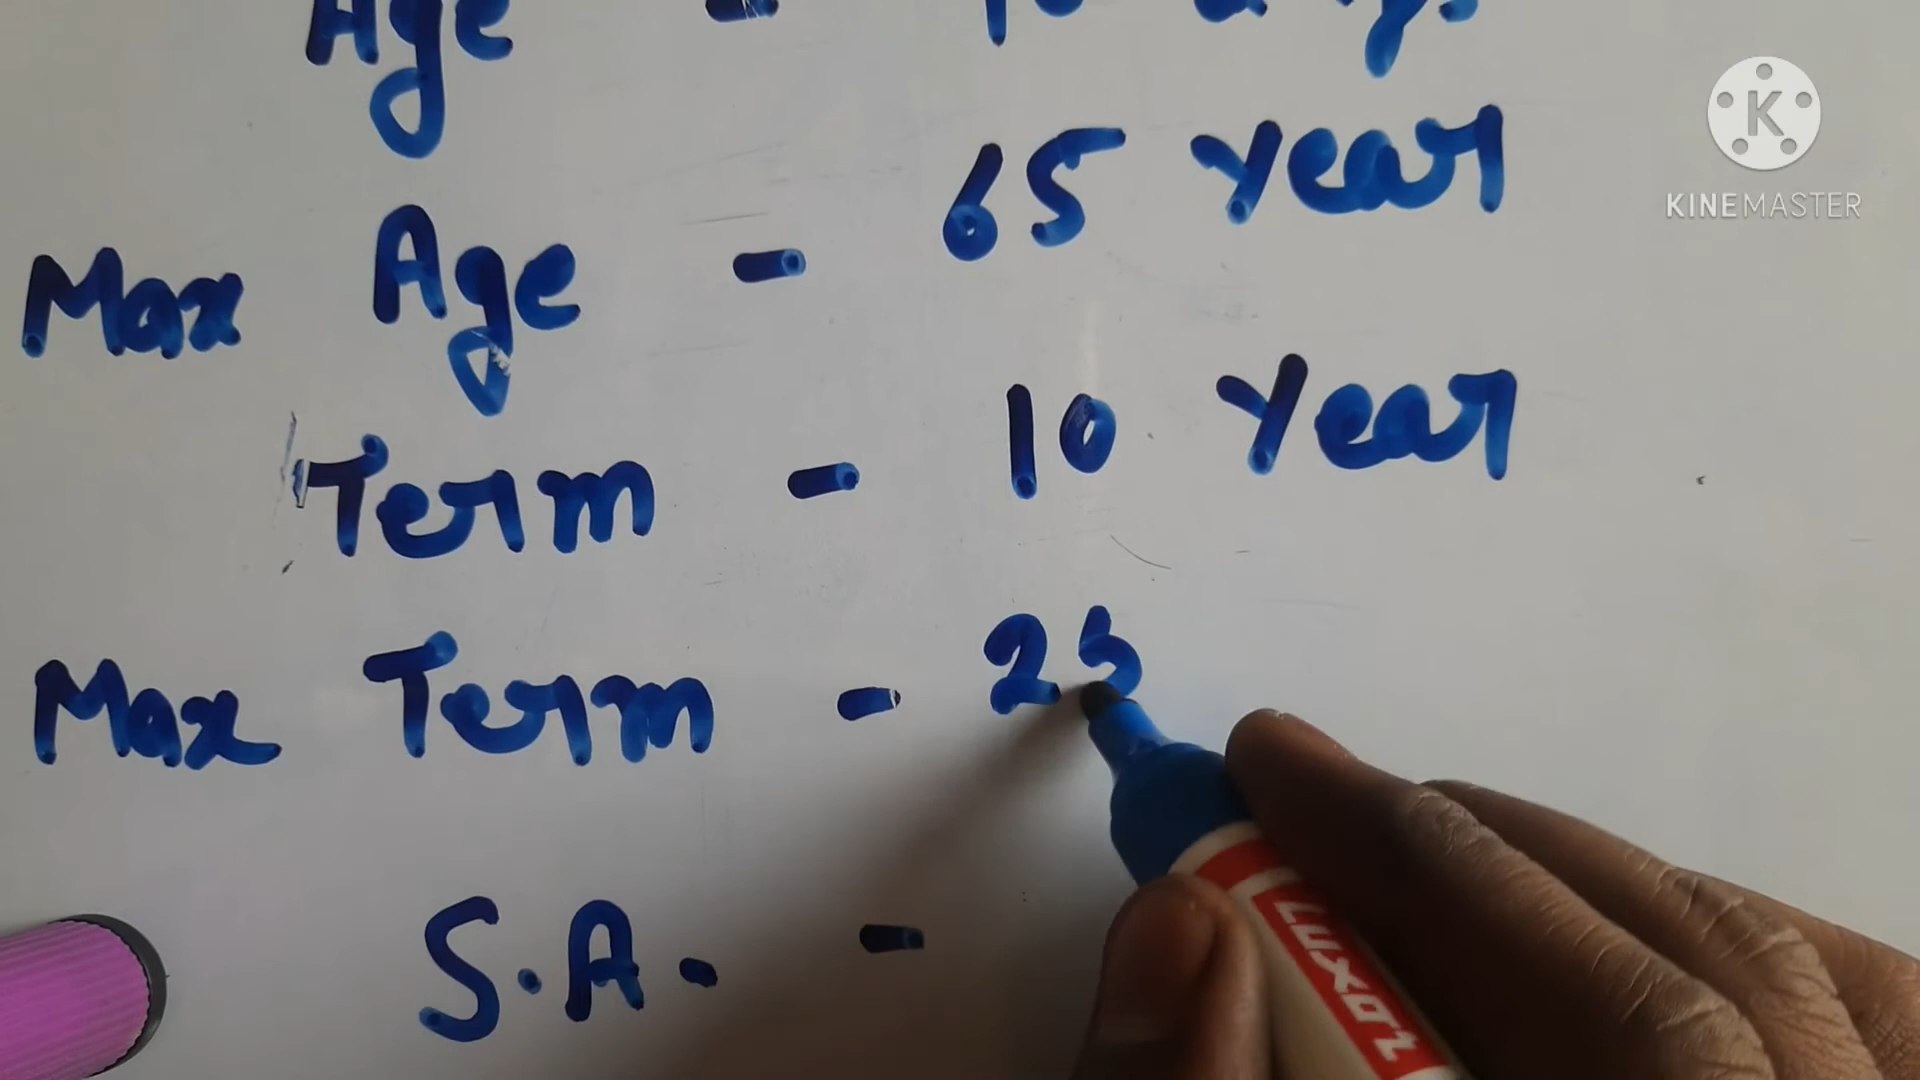 Age -
Max Age - 65 Year
Term - 10 Year
Max Term - 25
S.A. -
KINEMASTER
LUXOR